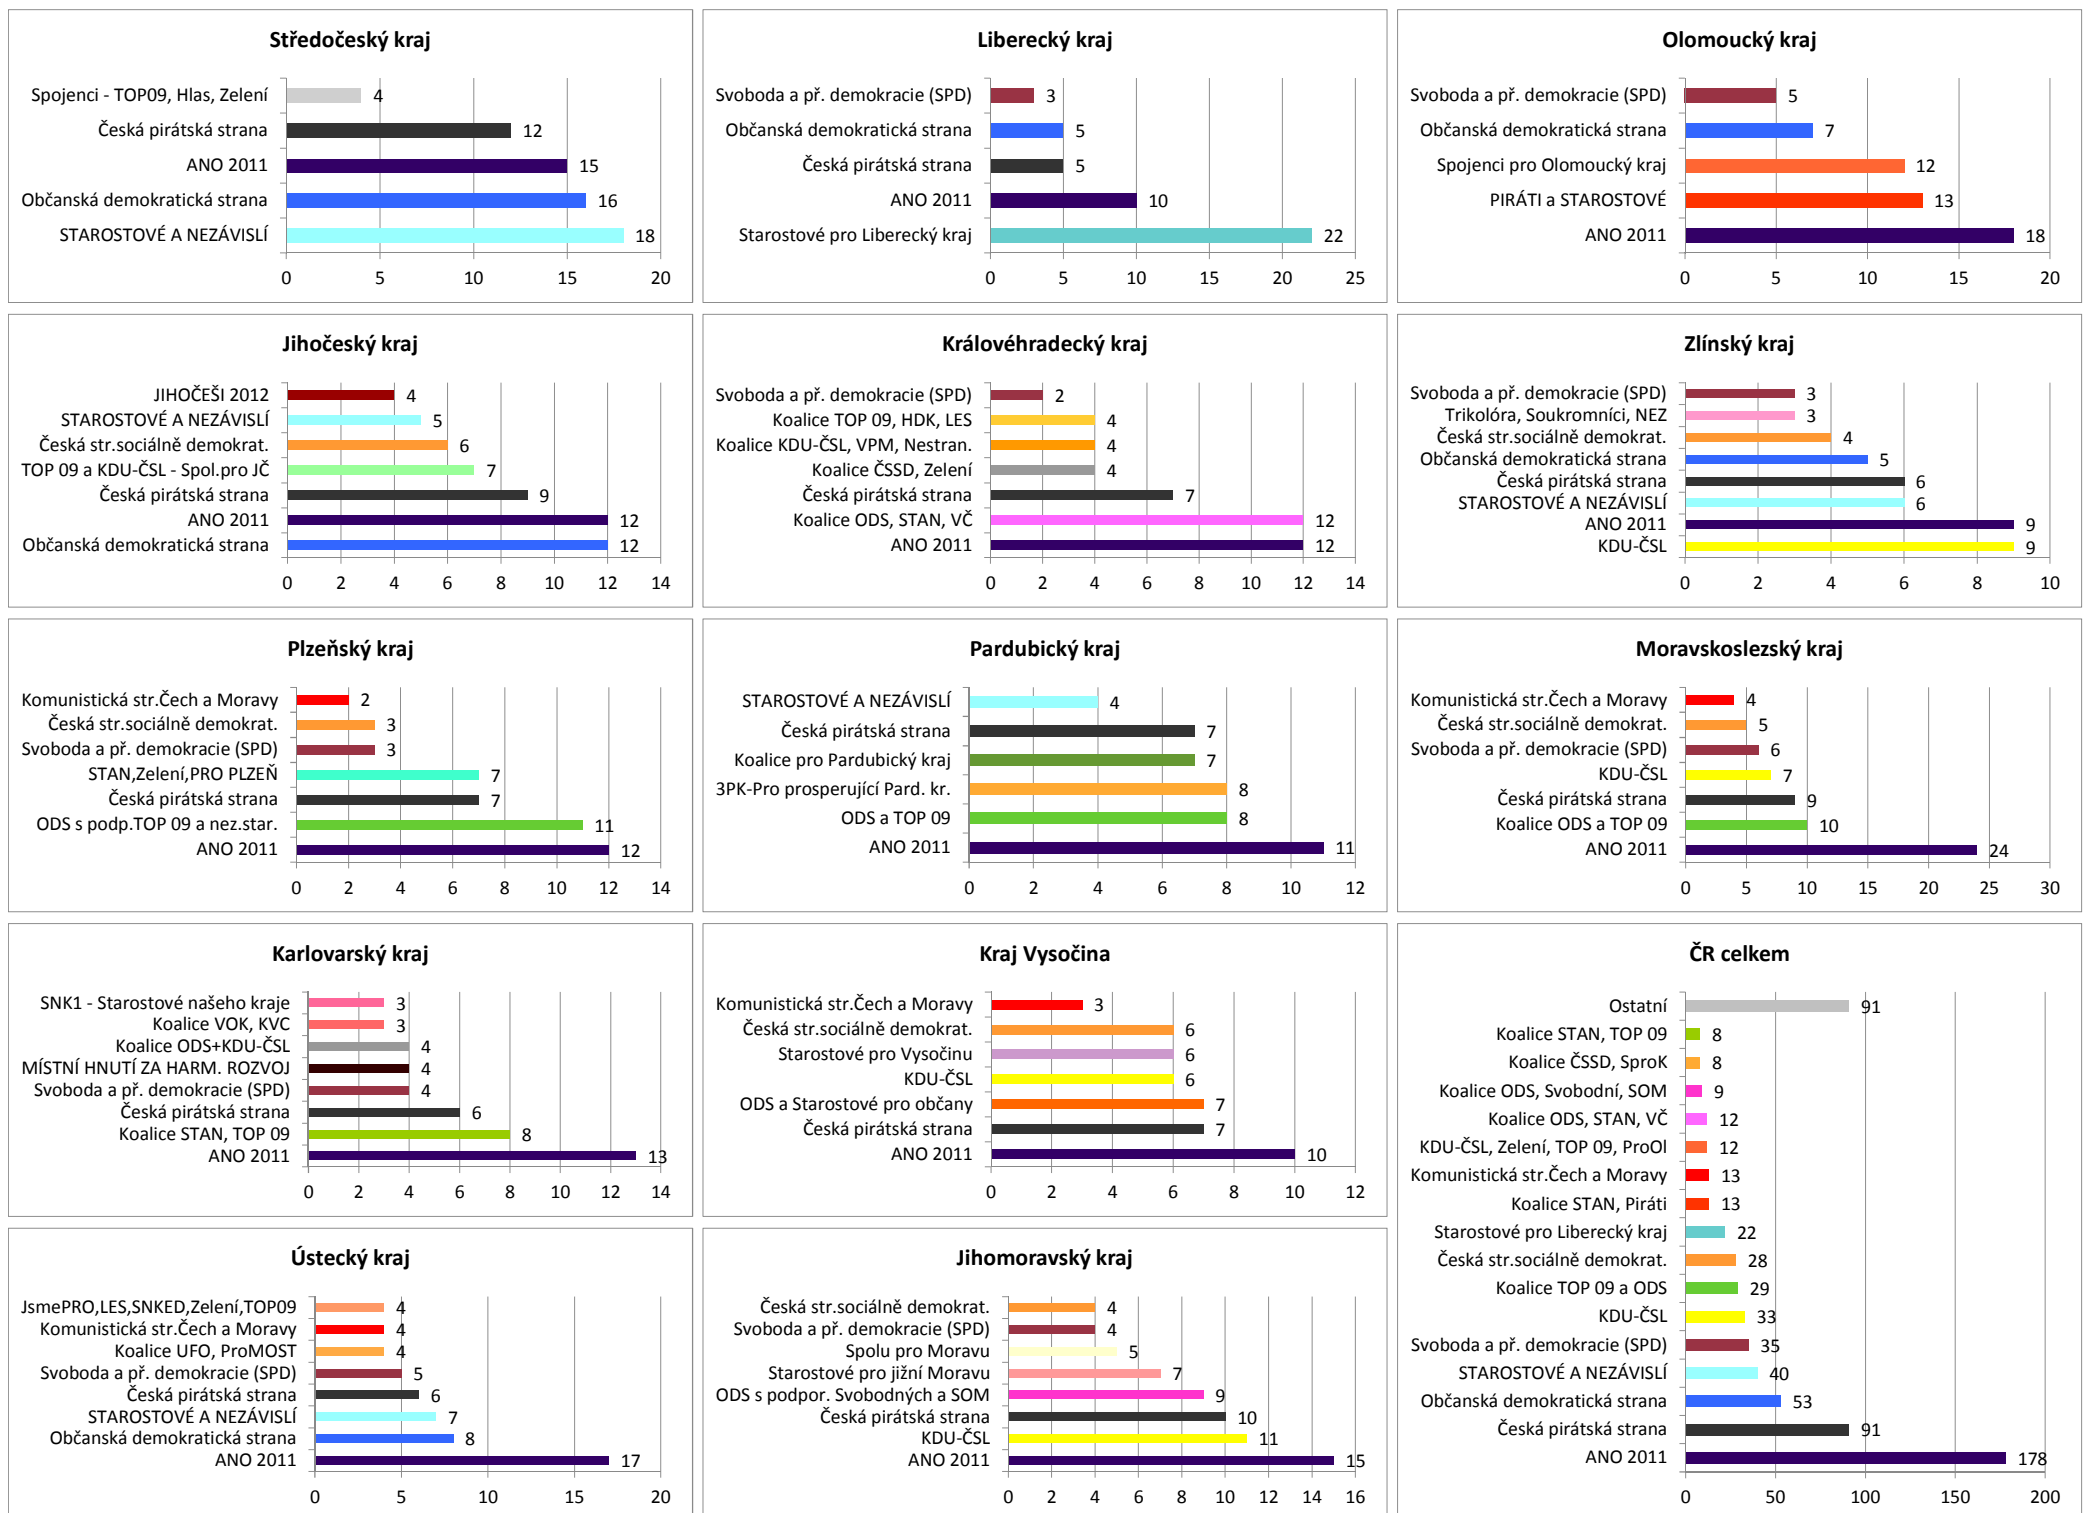 Středočeský kraj
Spojenci - TOP09, Hlas, Zelení 4
Česká pirátská strana 12
ANO 2011 15
Občanská demokratická strana 16
STAROSTOVÉ A NEZÁVISLÍ 18
0 5 10 15 20
Liberecký kraj
Svoboda a př. demokracie (SPD) 3
Občanská demokratická strana 5
Česká pirátská strana 5
ANO 2011 10
Starostové pro Liberecký kraj 22
0 5 10 15 20 25
Olomoucký kraj
Svoboda a př. demokracie (SPD) 5
Občanská demokratická strana 7
Spojenci pro Olomoucký kraj 12
PIRÁTI a STAROSTOVÉ 13
ANO 2011 18
0 5 10 15 20
Jihočeský kraj
JIHOČEŠI 2012 4
STAROSTOVÉ A NEZÁVISLÍ 5
Česká str.sociálně demokrat. 6
TOP 09 a KDU-ČSL - Spol.pro JČ 7
Česká pirátská strana 9
ANO 2011 12
Občanská demokratická strana 12
0 2 4 6 8 10 12 14
Královéhradecký kraj
Svoboda a př. demokracie (SPD) 2
Koalice TOP 09, HDK, LES 4
Koalice KDU-ČSL, VPM, Nestran. 4
Koalice ČSSD, Zelení 4
Česká pirátská strana 7
Koalice ODS, STAN, VČ 12
ANO 2011 12
0 2 4 6 8 10 12 14
Zlínský kraj
Svoboda a př. demokracie (SPD) 3
Trikolóra, Soukromníci, NEZ 3
Česká str.sociálně demokrat. 4
Občanská demokratická strana 5
Česká pirátská strana 6
STAROSTOVÉ A NEZÁVISLÍ 6
ANO 2011 9
KDU-ČSL 9
0 2 4 6 8 10
Plzeňský kraj
Komunistická str.Čech a Moravy 2
Česká str.sociálně demokrat. 3
Svoboda a př. demokracie (SPD) 3
STAN,Zelení,PRO PLZEŇ 7
Česká pirátská strana 7
ODS s podp.TOP 09 a nez.star. 11
ANO 2011 12
0 2 4 6 8 10 12 14
Pardubický kraj
STAROSTOVÉ A NEZÁVISLÍ 4
Česká pirátská strana 7
Koalice pro Pardubický kraj 7
3PK-Pro prosperující Pard. kr. 8
ODS a TOP 09 8
ANO 2011 11
0 2 4 6 8 10 12
Moravskoslezský kraj
Komunistická str.Čech a Moravy 4
Česká str.sociálně demokrat. 5
Svoboda a př. demokracie (SPD) 6
KDU-ČSL 7
Česká pirátská strana 9
Koalice ODS a TOP 09 10
ANO 2011 24
0 5 10 15 20 25 30
Karlovarský kraj
SNK1 - Starostové našeho kraje 3
Koalice VOK, KVC 3
Koalice ODS+KDU-ČSL 4
MÍSTNÍ HNUTÍ ZA HARM. ROZVOJ 4
Svoboda a př. demokracie (SPD) 4
Česká pirátská strana 6
Koalice STAN, TOP 09 8
ANO 2011 13
0 2 4 6 8 10 12 14
Kraj Vysočina
Komunistická str.Čech a Moravy 3
Česká str.sociálně demokrat. 6
Starostové pro Vysočinu 6
KDU-ČSL 6
ODS a Starostové pro občany 7
Česká pirátská strana 7
ANO 2011 10
0 2 4 6 8 10 12
ČR celkem
Ostatní 91
Koalice STAN, TOP 09 8
Koalice ČSSD, SproK 8
Koalice ODS, Svobodní, SOM 9
Koalice ODS, STAN, VČ 12
KDU-ČSL, Zelení, TOP 09, ProOl 12
Komunistická str.Čech a Moravy 13
Koalice STAN, Piráti 13
Starostové pro Liberecký kraj 22
Česká str.sociálně demokrat. 28
Koalice TOP 09 a ODS 29
KDU-ČSL 33
Svoboda a př. demokracie (SPD) 35
STAROSTOVÉ A NEZÁVISLÍ 40
Občanská demokratická strana 53
Česká pirátská strana 91
ANO 2011 178
0 50 100 150 200
Ústecký kraj
JsmePRO,LES,SNKED,Zelení,TOP09 4
Komunistická str.Čech a Moravy 4
Koalice UFO, ProMOST 4
Svoboda a př. demokracie (SPD) 5
Česká pirátská strana 6
STAROSTOVÉ A NEZÁVISLÍ 7
Občanská demokratická strana 8
ANO 2011 17
0 5 10 15 20
Jihomoravský kraj
Česká str.sociálně demokrat. 4
Svoboda a př. demokracie (SPD) 4
Spolu pro Moravu 5
Starostové pro jižní Moravu 7
ODS s podpor. Svobodných a SOM 9
Česká pirátská strana 10
KDU-ČSL 11
ANO 2011 15
0 2 4 6 8 10 12 14 16